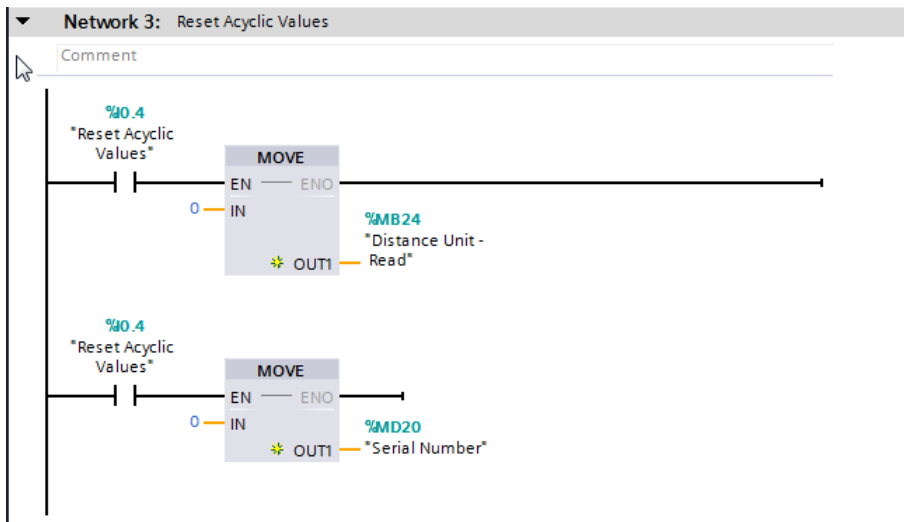 Network 3: Reset Acyclic Values
Comment
%I0.4
"Reset Acyclic
Values"
MOVE
EN ENO
0 IN
%MB24
"Distance Unit -
OUT1 Read"
%I0.4
"Reset Acyclic
Values"
MOVE
EN ENO
0 IN
%MD20
OUT1 "Serial Number"